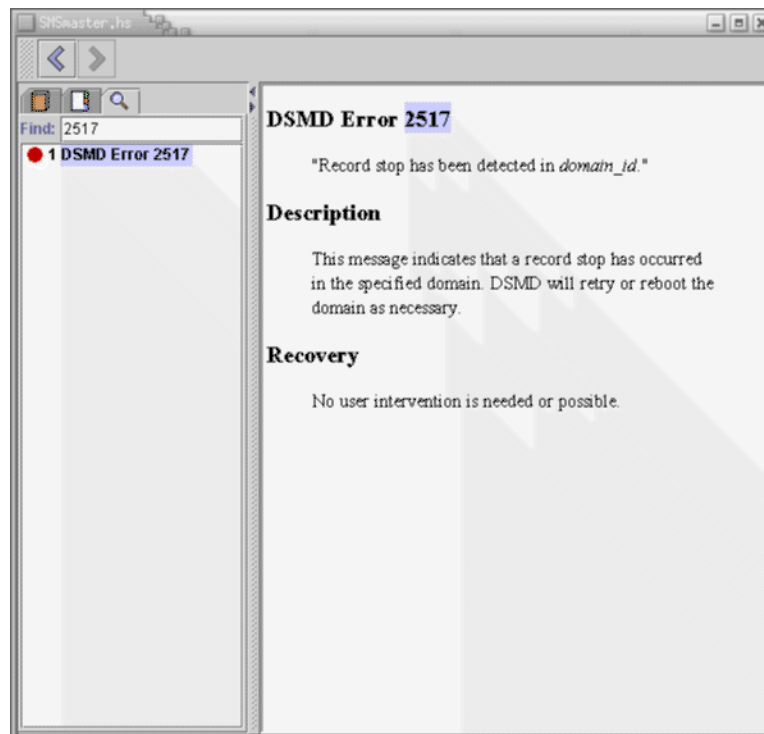 SMSmaster.hs
Find: 2517
1 DSMD Error 2517
DSMD Error 2517
"Record stop has been detected in domain_id."
Description
This message indicates that a record stop has occurred
in the specified domain. DSMD will retry or reboot the
domain as necessary.
Recovery
No user intervention is needed or possible.